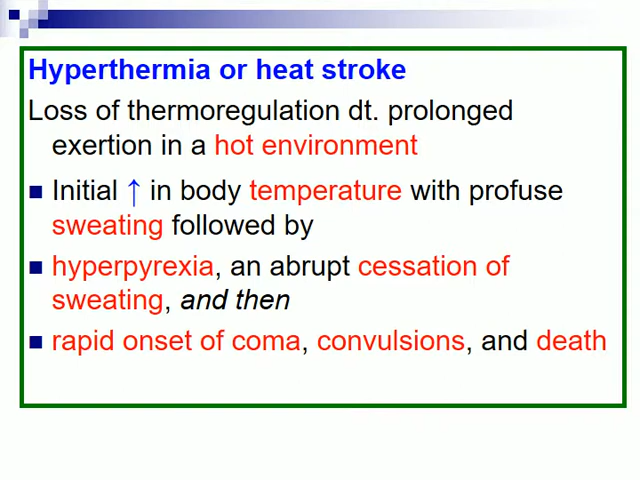 Hyperthermia or heat stroke
Loss of thermoregulation dt. prolonged
exertion in a hot environment
■ Initial ↑ in body temperature with profuse
sweating followed by
■ hyperpyrexia, an abrupt cessation of
sweating, and then
■ rapid onset of coma, convulsions, and death